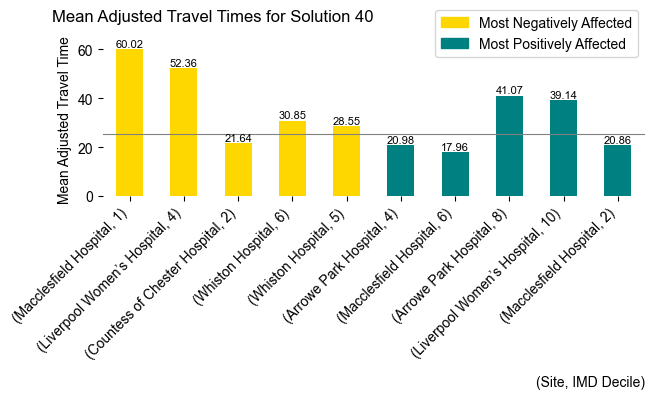 Mean Adjusted Travel Times for Solution 40
Most Negatively Affected
Most Positively Affected
Mean Adjusted Travel Time
60
40
20
0
60.02
52.36
21.64
30.85
28.55
20.98
17.96
41.07
39.14
20.86
(Macclesfield Hospital, 1)
(Liverpool Women's Hospital, 4)
(Countess of Chester Hospital, 2)
(Whiston Hospital, 6)
(Whiston Hospital, 5)
(Arrowe Park Hospital, 4)
(Macclesfield Hospital, 6)
(Arrowe Park Hospital, 8)
(Liverpool Women's Hospital, 10)
(Macclesfield Hospital, 2)
(Site, IMD Decile)